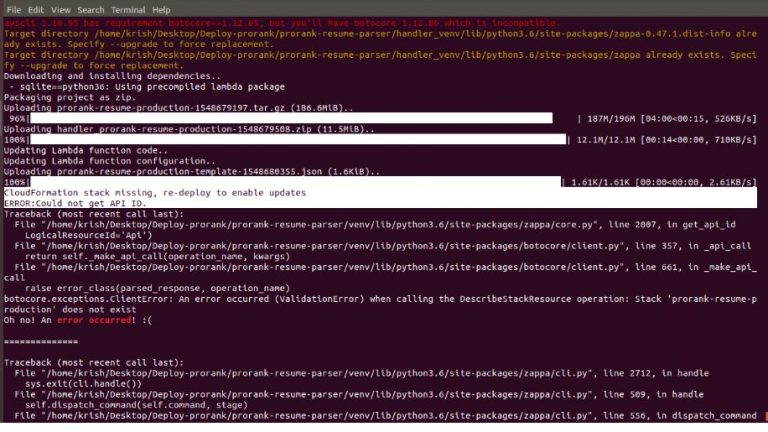 File Edit View Search Terminal Help
awscli 1.16.95 has requirement botocore==1.12.85, but you'll have botocore 1.12.86 which is incompatible.
Target directory /home/krish/Desktop/Deploy-prorank/prorank-resume-parser/handler_venv/lib/python3.6/site-packages/zappa-0.47.1.dist-info alre
ady exists. Specify --upgrade to force replacement.
Target directory /home/krish/Desktop/Deploy-prorank/prorank-resume-parser/handler_venv/lib/python3.6/site-packages/zappa already exists. Speci
fy --upgrade to force replacement.
Downloading and installing dependencies..
- sqlite==python36: Using precompiled lambda package
Packaging project as zip.
Uploading prorank-resume-production-1548679197.tar.gz (186.6MiB)..
96%| | 187M/196M [04:00<00:15, 526KB/s]
Uploading handler_prorank-resume-production-1548679508.zip (11.5MiB)..
100%| | 12.1M/12.1M [00:14<00:00, 710KB/s]
Updating Lambda function code..
Updating Lambda function configuration..
Uploading prorank-resume-production-template-1548680355.json (1.6KiB)..
100%| | 1.61K/1.61K [00:00<00:00, 2.61KB/s]
CloudFormation stack missing, re-deploy to enable updates
ERROR:Could not get API ID.
Traceback (most recent call last):
File "/home/krish/Desktop/Deploy-prorank/prorank-resume-parser/venv/lib/python3.6/site-packages/zappa/core.py", line 2007, in get_api_id
LogicalResourceId='Api')
File "/home/krish/Desktop/Deploy-prorank/prorank-resume-parser/venv/lib/python3.6/site-packages/botocore/client.py", line 357, in _api_call
return self._make_api_call(operation_name, kwargs)
File "/home/krish/Desktop/Deploy-prorank/prorank-resume-parser/venv/lib/python3.6/site-packages/botocore/client.py", line 661, in _make_api_
call
raise error_class(parsed_response, operation_name)
botocore.exceptions.ClientError: An error occurred (ValidationError) when calling the DescribeStackResource operation: Stack 'prorank-resume-p
roduction' does not exist
Oh no! An error occurred! :(
==============
Traceback (most recent call last):
File "/home/krish/Desktop/Deploy-prorank/prorank-resume-parser/venv/lib/python3.6/site-packages/zappa/cli.py", line 2712, in handle
sys.exit(cli.handle())
File "/home/krish/Desktop/Deploy-prorank/prorank-resume-parser/venv/lib/python3.6/site-packages/zappa/cli.py", line 509, in handle
self.dispatch_command(self.command, stage)
File "/home/krish/Desktop/Deploy-prorank/prorank-resume-parser/venv/lib/python3.6/site-packages/zappa/cli.py", line 556, in dispatch_command